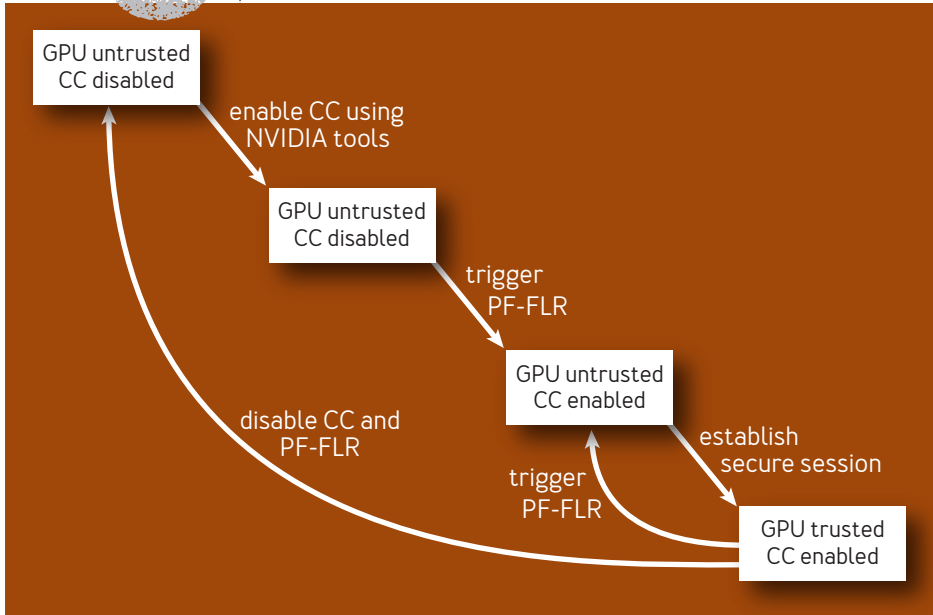 GPU untrusted
CC disabled
enable CC using
NVIDIA tools
GPU untrusted
CC disabled
trigger
PF-FLR
GPU untrusted
CC enabled
disable CC and
PF-FLR
establish
secure session
trigger
PF-FLR
GPU trusted
CC enabled